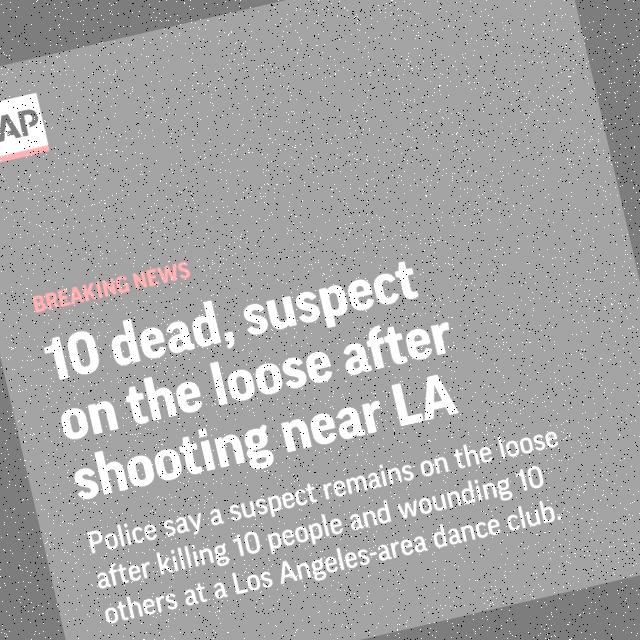 AP
BREAKING NEWS
10 dead, suspect
on the loose after
shooting near LA
Police say a suspect remains on the loose
after killing 10 people and wounding 10
others at a Los Angeles-area dance club.